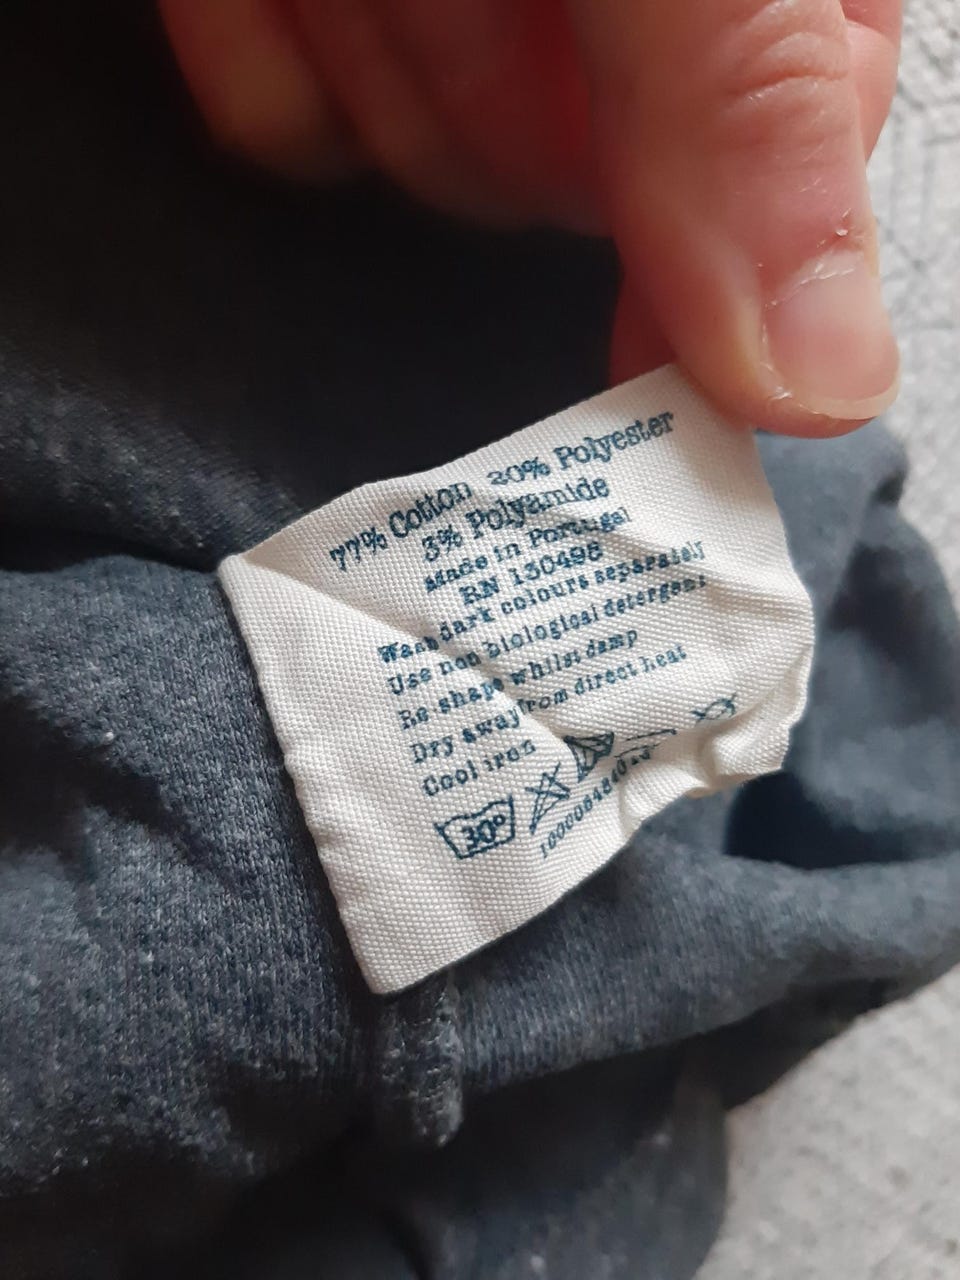 77% Cotton 20% Polyester
3% Polyamide
Made in Portugal
RN 130498
Wash dark colours separately
Use non biological detergent
Re shape whilst damp
Dry away from direct heat
Cool iron
30°